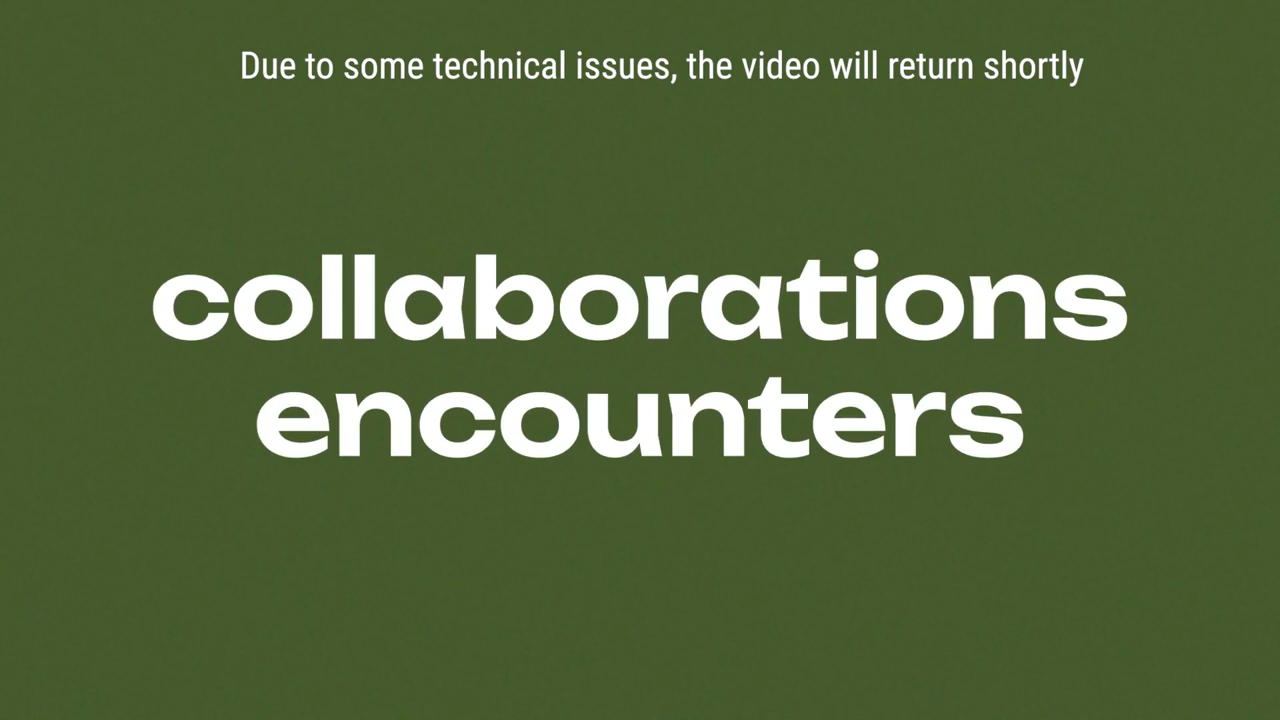 Due to some technical issues, the video will return shortly
collaborations
encounters